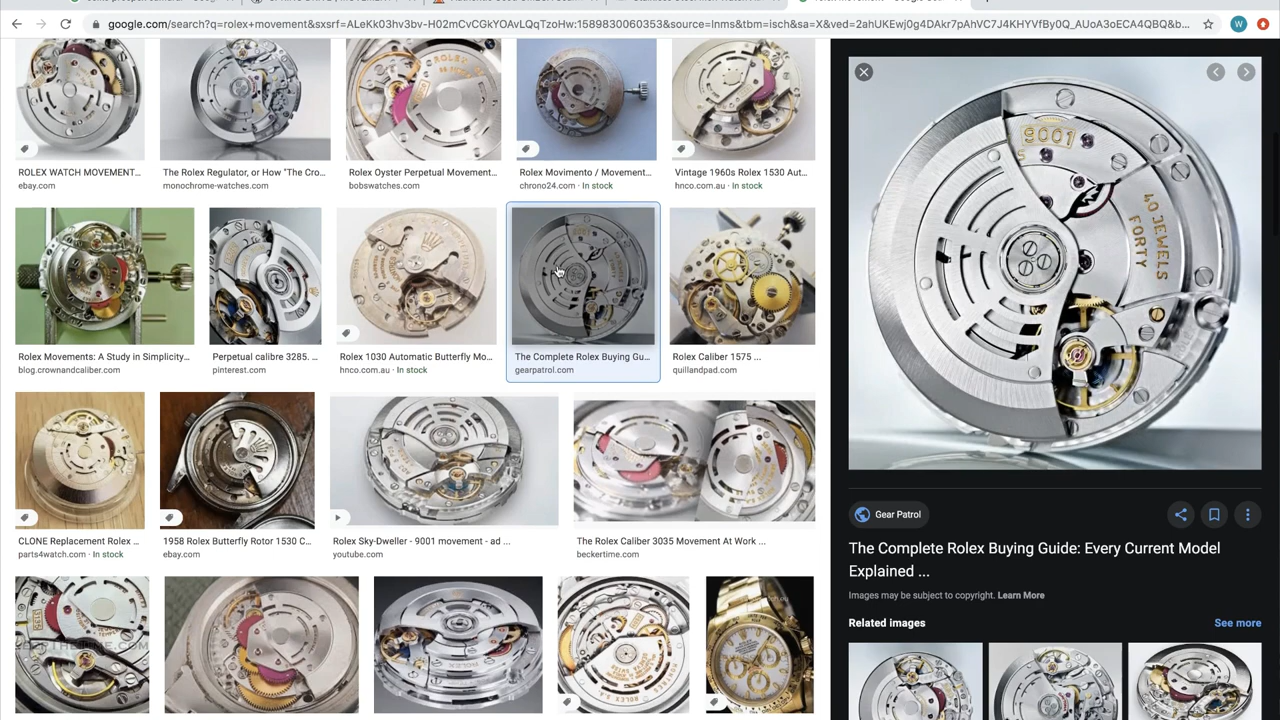 google.com/search?q=rolex+movement&sxsrf=ALeKk03hv3bv-H02mCvCGkYOAvLQqTzoHw:1589830060353&source=lnms&tbm=isch&sa=X&ved=2ahUKEwj0g4DAkr7pAhVC7J4KHYVfBy0Q_AUoA3oECA4QBQ&b...
W
ROLEX WATCH MOVEMENT...
ebay.com
The Rolex Regulator, or How "The Cro...
monochrome-watches.com
Rolex Oyster Perpetual Movement...
bobswatches.com
Rolex Movimento / Movement...
chrono24.com · In stock
Vintage 1960s Rolex 1530 Aut...
hnco.com.au · In stock
Rolex Movements: A Study in Simplicity...
blog.crownandcaliber.com
Perpetual calibre 3285. ...
pinterest.com
Rolex 1030 Automatic Butterfly Mo...
hnco.com.au · In stock
The Complete Rolex Buying Gu...
gearpatrol.com
Rolex Caliber 1575 ...
quillandpad.com
CLONE Replacement Rolex ...
parts4watch.com · In stock
1958 Rolex Butterfly Rotor 1530 C...
ebay.com
Rolex Sky-Dweller - 9001 movement - ad ...
youtube.com
The Rolex Caliber 3035 Movement At Work ...
beckertime.com
9001
40 JEWELS
FORTY
Gear Patrol
The Complete Rolex Buying Guide: Every Current Model
Explained ...
Images may be subject to copyright. Learn More
Related images
See more